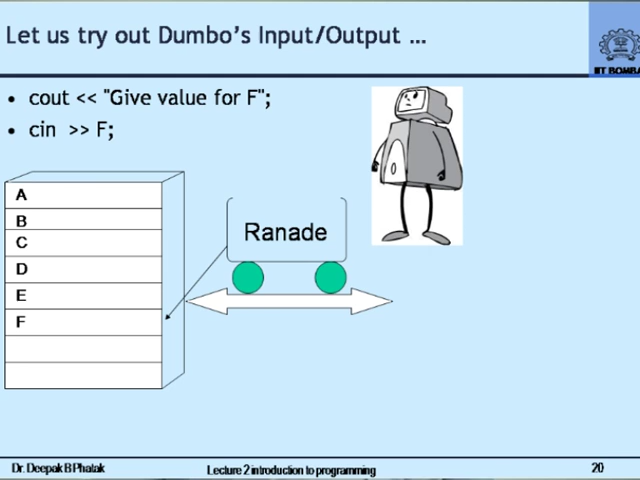 Let us try out Dumbo's Input/Output ...
IIT BOMBA
• cout << "Give value for F";
• cin >> F;
A
B
C
D
E
F
Ranade
Dr. Deepak B Phatak
Lecture 2 introduction to programming
20